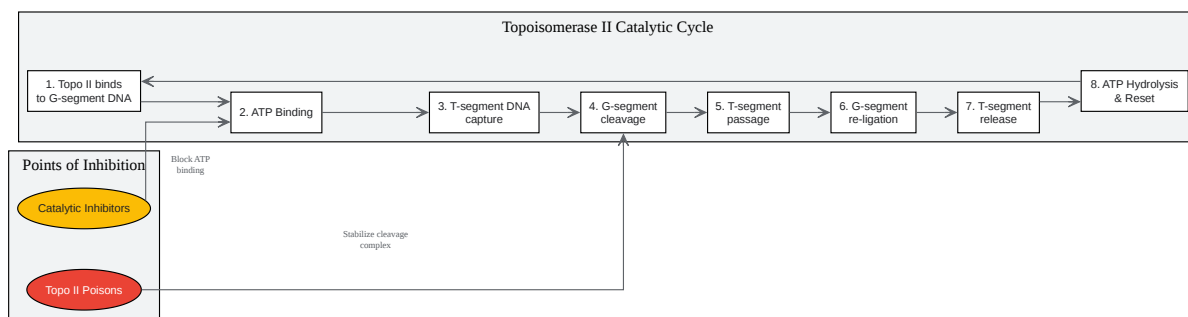 Topoisomerase II Catalytic Cycle
1. Topo II binds
to G-segment DNA
2. ATP Binding
3. T-segment DNA
capture
4. G-segment
cleavage
5. T-segment
passage
6. G-segment
re-ligation
7. T-segment
release
8. ATP Hydrolysis
& Reset
Points of Inhibition
Block ATP
binding
Catalytic Inhibitors
Stabilize cleavage
complex
Topo II Poisons